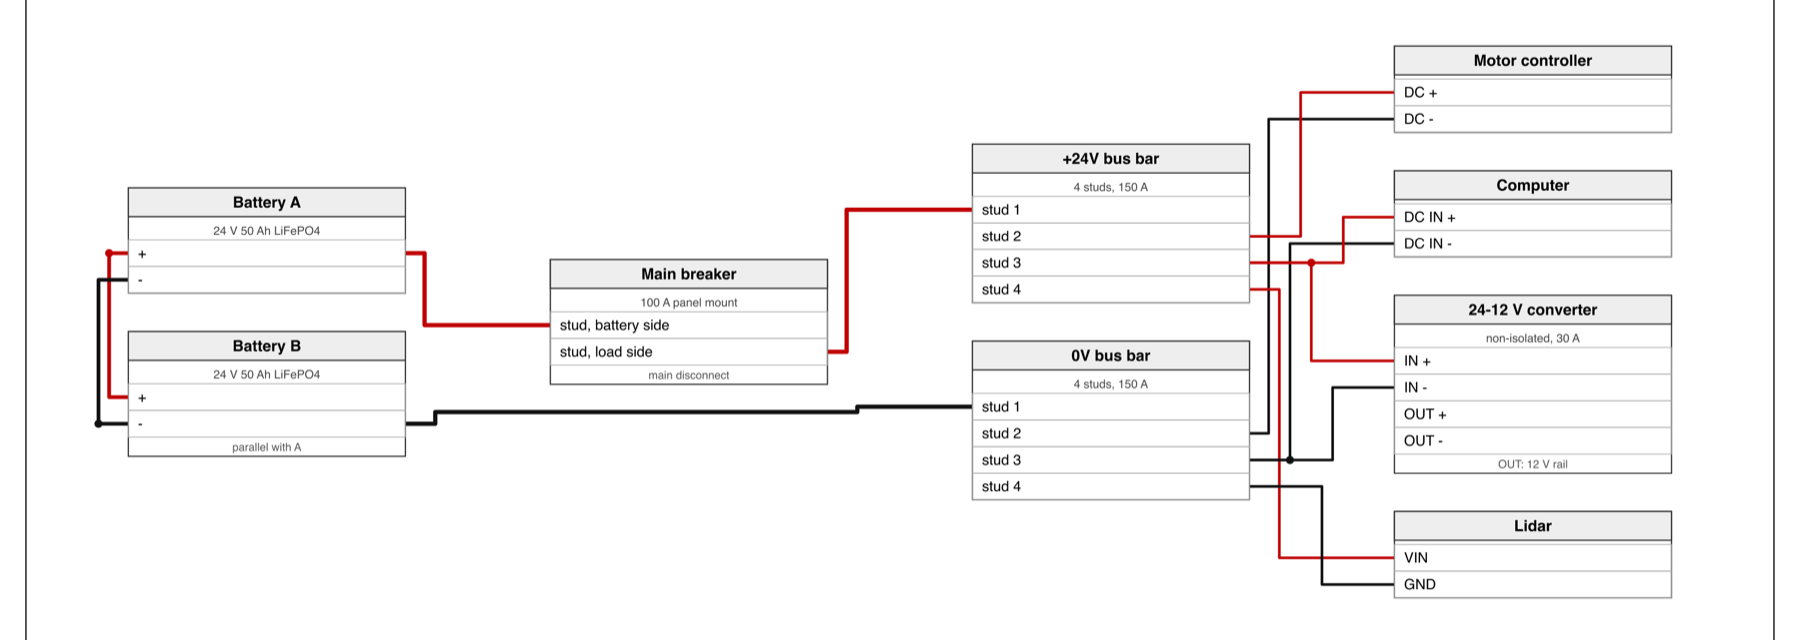 Battery A
24 V 50 Ah LiFePO4
+
-
Battery B
24 V 50 Ah LiFePO4
+
-
parallel with A
Main breaker
100 A panel mount
stud, battery side
stud, load side
main disconnect
+24V bus bar
4 studs, 150 A
stud 1
stud 2
stud 3
stud 4
0V bus bar
4 studs, 150 A
stud 1
stud 2
stud 3
stud 4
Motor controller
DC +
DC -
Computer
DC IN +
DC IN -
24-12 V converter
non-isolated, 30 A
IN +
IN -
OUT +
OUT -
OUT: 12 V rail
Lidar
VIN
GND